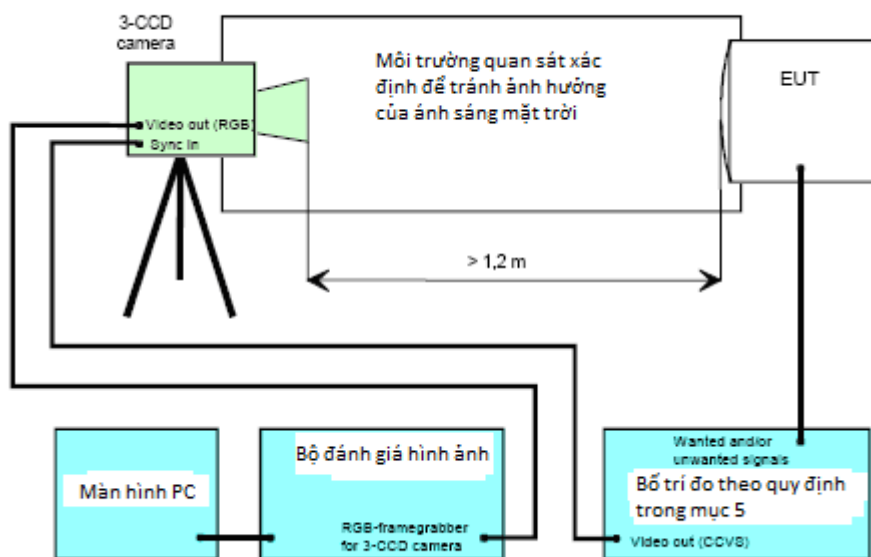 3-CCD
camera
Môi trường quan sát xác
định để tránh ảnh hưởng
của ánh sáng mặt trời
EUT
Video out (RGB)
Sync in
> 1,2 m
Màn hình PC
Bộ đánh giá hình ảnh
RGB-framegrabber
for 3-CCD camera
Wanted and/or
unwanted signals
Bố trí đo theo quy định
trong mục 5
Video out (CCVS)